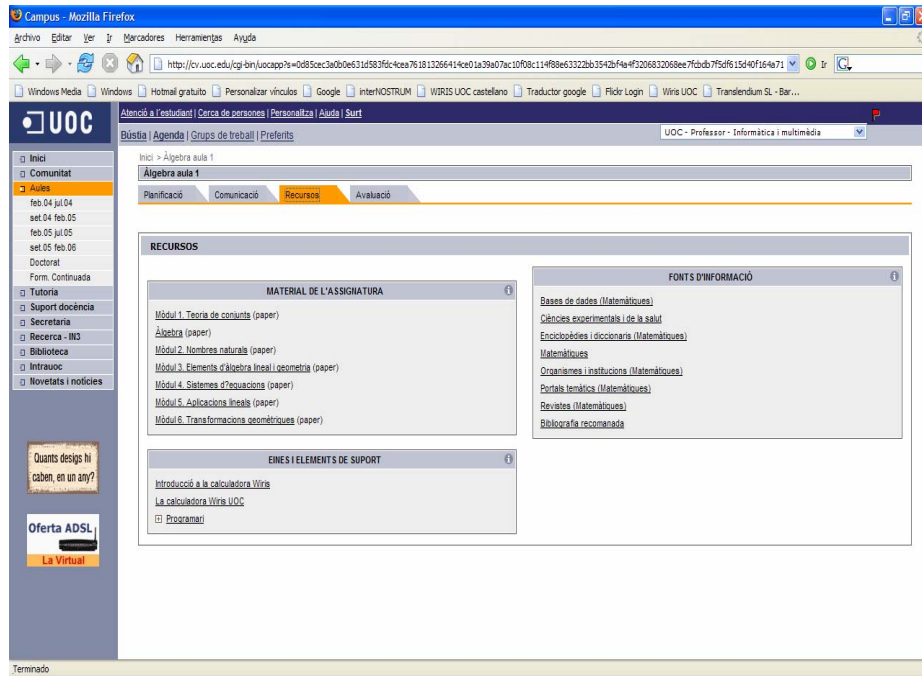 Campus - Mozilla Firefox
Archivo Editar Ver Ir Marcadores Herramientas Ayuda
Ir
Windows Media Windows Hotmail gratuito Personalizar vínculos Google interNOSTRUM WIRIS UOC castellano Traductor google Flickr Login Wiris UOC Translendium SL - Bar...
UOC
Atenció a l'estudiant | Cerca de persones | Personalitza | Ajuda | Surt
Bústia | Agenda | Grups de treball | Preferits
UOC - Professor - Informàtica i multimèdia
Inici
Comunitat
Aules
feb.04 jul.04
set.04 feb.05
feb.05 jul.05
set.05 feb.06
Doctorat
Form. Continuada
Tutoria
Suport docència
Secretaria
Recerca - IN3
Biblioteca
Intrauoc
Novetats i notícies
Quants desigs hi
caben, en un any?
Oferta ADSL
La Virtual
Inici > Àlgebra aula 1
Àlgebra aula 1
Planificació Comunicació Recursos Avaluació
RECURSOS
MATERIAL DE L'ASSIGNATURA
Mòdul 1. Teoria de conjunts (paper)
Àlgebra (paper)
Mòdul 2. Nombres naturals (paper)
Mòdul 3. Elements d'àlgebra lineal i geometria (paper)
Mòdul 4. Sistemes d?equacions (paper)
Mòdul 5. Aplicacions lineals (paper)
Mòdul 6. Transformacions geomètriques (paper)
EINES I ELEMENTS DE SUPORT
Introducció a la calculadora Wiris
La calculadora Wiris UOC
Programari
FONTS D'INFORMACIÓ
Bases de dades (Matemàtiques)
Ciències experimentals i de la salut
Enciclopèdies i diccionaris (Matemàtiques)
Matemàtiques
Organismes i institucions (Matemàtiques)
Portals temàtics (Matemàtiques)
Revistes (Matemàtiques)
Bibliografia recomanada
Terminado